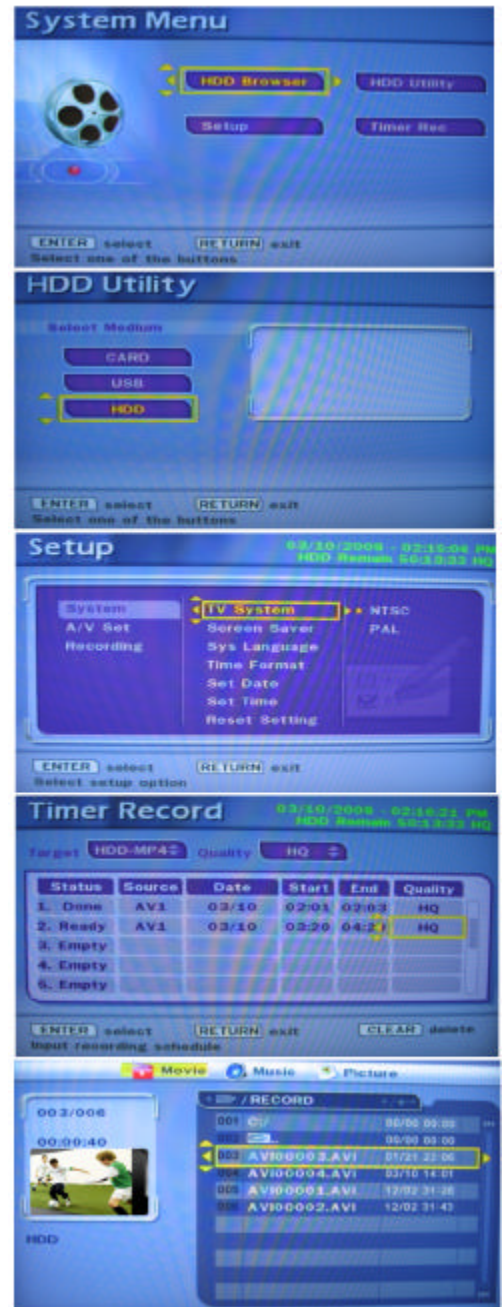 System Menu
HDD Browser
HDD Utility
Setup
Timer Rec
ENTER select RETURN exit
Select one of the buttons
HDD Utility
Select Medium
CARD
USB
HDD
ENTER select RETURN exit
Select one of the buttons
Setup
03/10/2009 - 02:15:04 PM
HDD Remain HQ
System TV System NTSC
A/V Set Screen Saver PAL
Recording Sys Language
Time Format
Set Date
Set Time
Reset Setting
ENTER select RETURN exit
Select setup option
Timer Record
03/10/2009 - 02:16:21 PM
HDD Remain HQ
Target HDD-MP4 Quality HQ
Status Source Date Start End Quality
1. Done AV1 03/10 02:01 02:03 HQ
2. Ready AV1 03/10 03:20 HQ
3. Empty
4. Empty
5. Empty
ENTER select RETURN exit CLEAR delete
Input recording schedule
Movie Music Picture
003/006
00:00:40
HDD
/RECORD
001 C:/ 00/00 00:00
002 .. 00/00 00:00
003 AVI00003.AVI 01/21 22:06
004 AVI00004.AVI 03/10 14:01
005 AVI00001.AVI 12/02 31:28
006 AVI00002.AVI 12/02 31:43